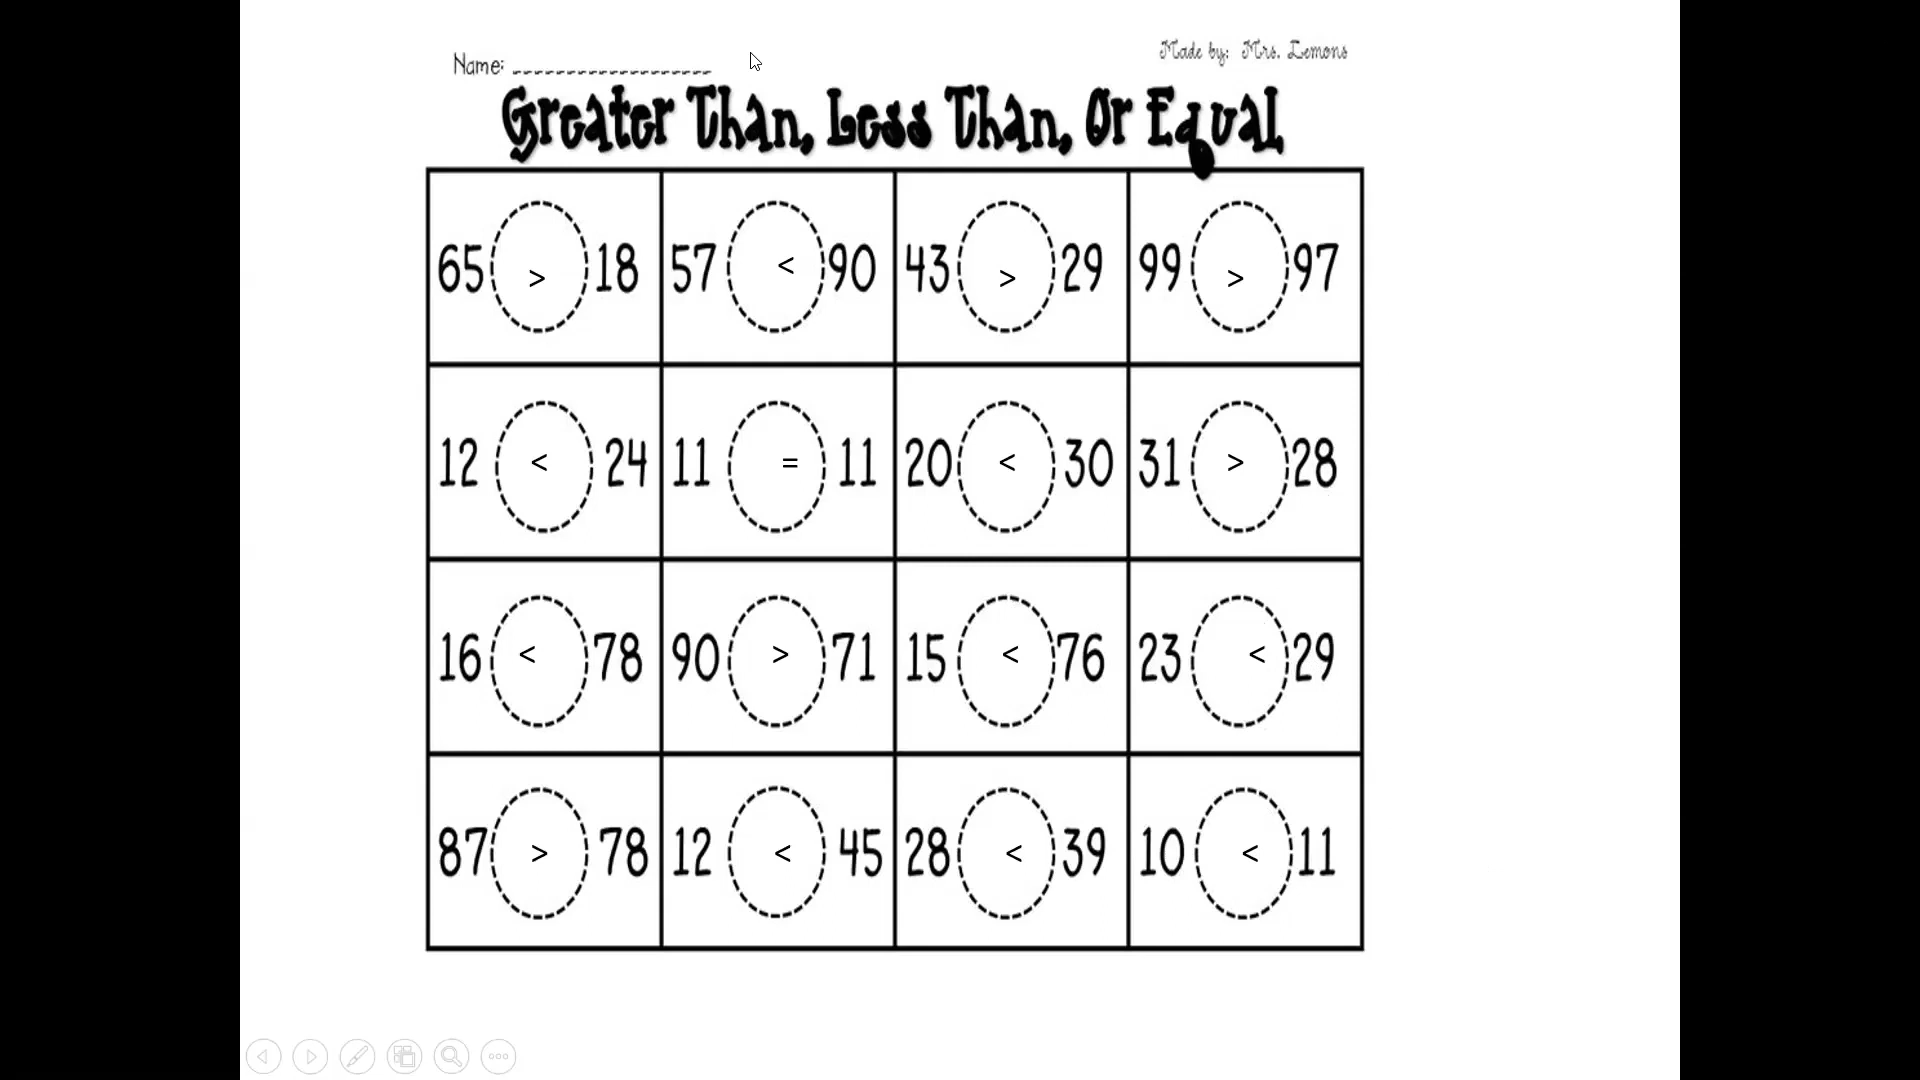 Made by: Mrs. Lemons
Name: __________________
Greater Than, Less Than, Or Equal
65 > 18 57 < 90 43 > 29 99 > 97
12 < 24 11 = 11 20 < 30 31 > 28
16 < 78 90 > 71 15 < 76 23 < 29
87 > 78 12 < 45 28 < 39 10 < 11